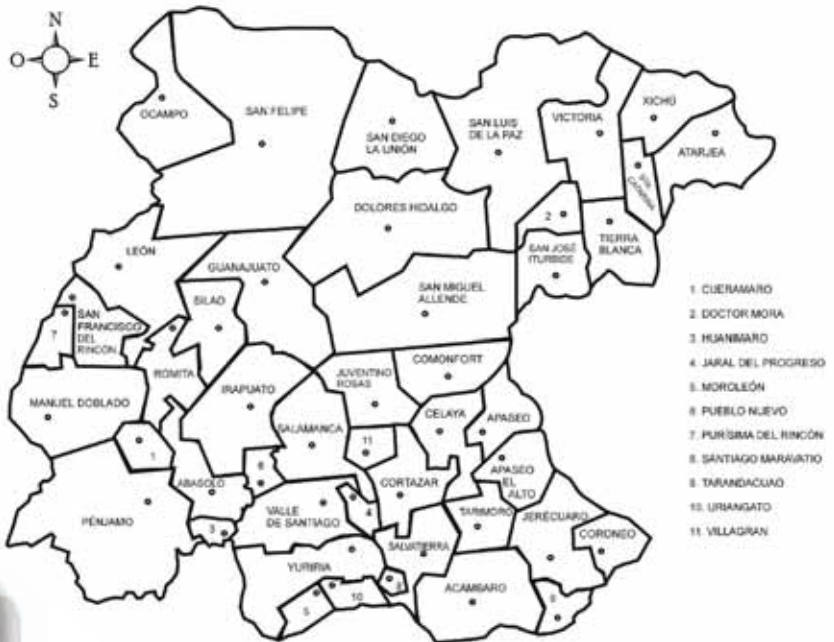 N
O E
S
OCAMPO
SAN FELIPE
SAN DIEGO
LA UNIÓN
SAN LUIS
DE LA PAZ
VICTORIA
XICHÚ
ATARJEA
STA.
CATARINA
DOLORES HIDALGO
2
TIERRA
BLANCA
SAN JOSÉ
ITURBIDE
LEÓN
GUANAJUATO
SILAO
SAN MIGUEL
ALLENDE
7
SAN
FRANCISCO
DEL
RINCÓN
ROMITA
IRAPUATO
JUVENTINO
ROSAS
COMONFORT
MANUEL DOBLADO
SALAMANCA
CELAYA
APASEO
1
11
APASEO
EL
ALTO
ABASOLO
6
CORTAZAR
PÉNJAMO
VALLE
DE SANTIAGO
4
TARIMORO
JERÉCUARO
3
SALVATIERRA
CORONEO
YURIRIA
ACÁMBARO
5
10
1. CUERAMARO
2. DOCTOR MORA
3. HUANIMARO
4. JARAL DEL PROGRESO
5. MOROLEÓN
6. PUEBLO NUEVO
7. PURÍSIMA DEL RINCÓN
8. SANTIAGO MARAVATIO
9. TARANDACUAO
10. URIANGATO
11. VILLAGRAN